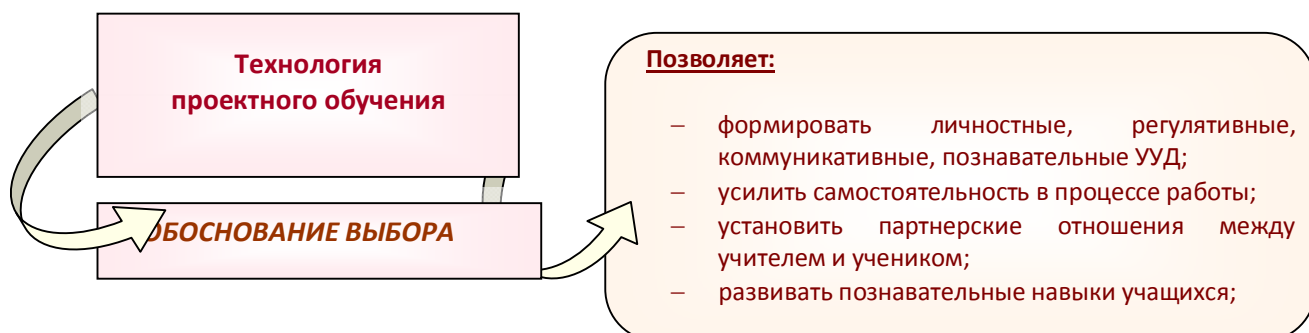 Технология
проектного обучения
ОБОСНОВАНИЕ ВЫБОРА
Позволяет:
– формировать личностные, регулятивные,
коммуникативные, познавательные УУД;
– усилить самостоятельность в процессе работы;
– установить партнерские отношения между
учителем и учеником;
– развивать познавательные навыки учащихся;